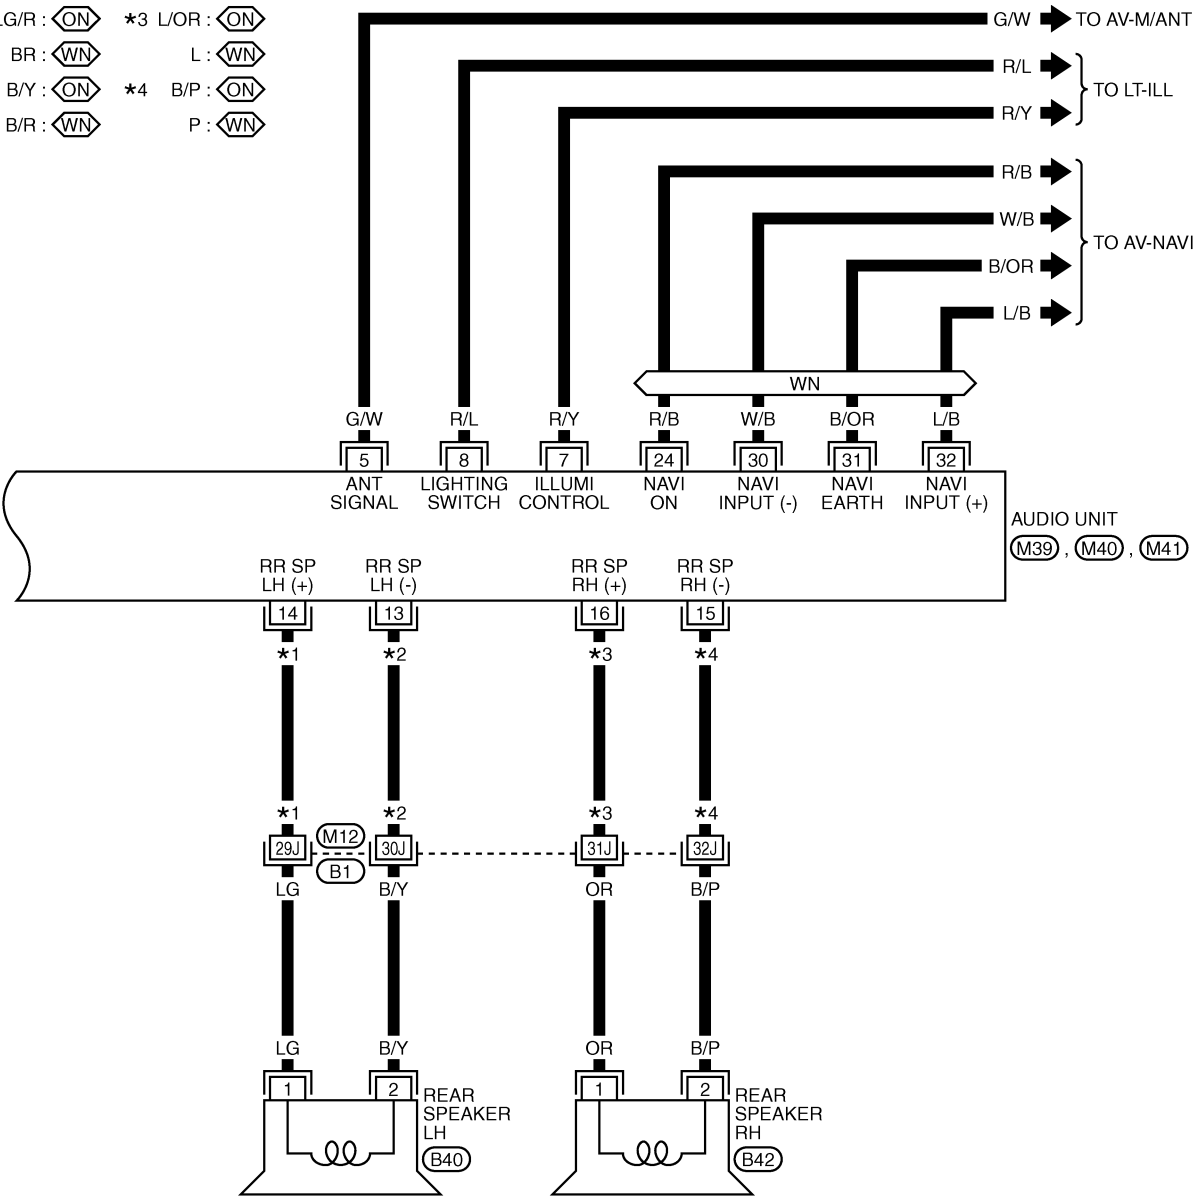 LG/R : ON
*3 L/OR : ON
BR : WN
L : WN
B/Y : ON
*4 B/P : ON
B/R : WN
P : WN
G/W TO AV-M/ANT
R/L
TO LT-ILL
R/Y
R/B
W/B
TO AV-NAVI
B/OR
L/B
WN
G/W R/L R/Y R/B W/B B/OR L/B
5 8 7 24 30 31 32
ANT SIGNAL
LIGHTING SWITCH
ILLUMI CONTROL
NAVI ON
NAVI INPUT (-)
NAVI EARTH
NAVI INPUT (+)
AUDIO UNIT
M39 , M40 , M41
RR SP LH (+)
RR SP LH (-)
RR SP RH (+)
RR SP RH (-)
14 13 16 15
*1 *2 *3 *4
*1 *2 *3 *4
M12
29J 30J 31J 32J
B1
LG B/Y OR B/P
LG B/Y OR B/P
1 2 1 2
REAR
SPEAKER
LH
B40
REAR
SPEAKER
RH
B42